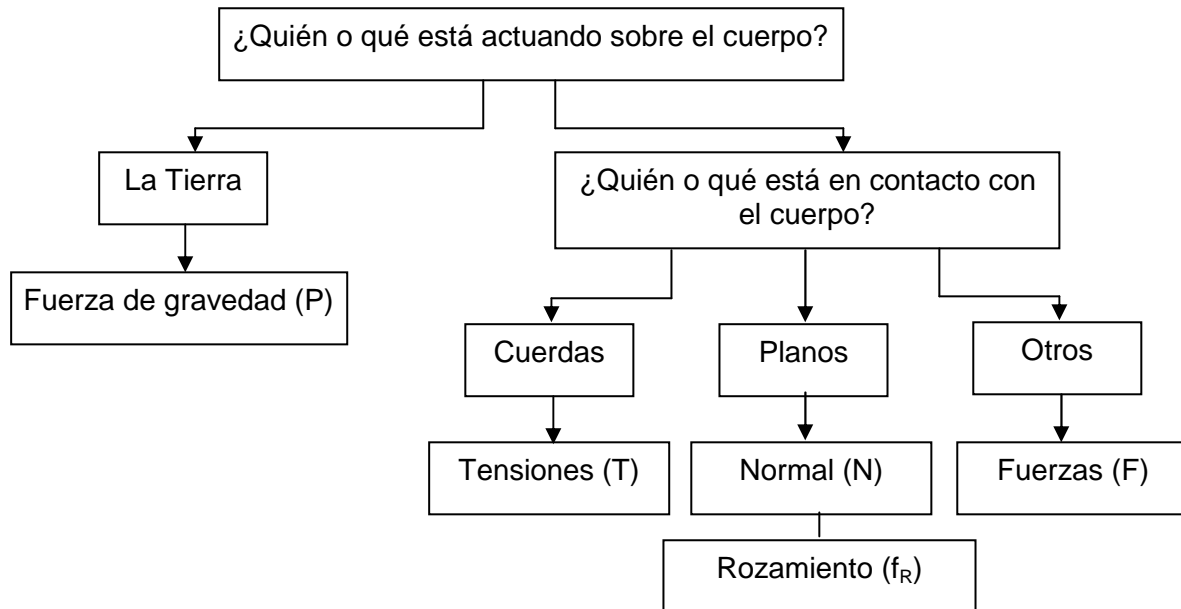 ¿Quién o qué está actuando sobre el cuerpo?
La Tierra
¿Quién o qué está en contacto con
el cuerpo?
Fuerza de gravedad (P)
Cuerdas
Planos
Otros
Tensiones (T)
Normal (N)
Fuerzas (F)
Rozamiento (fR)